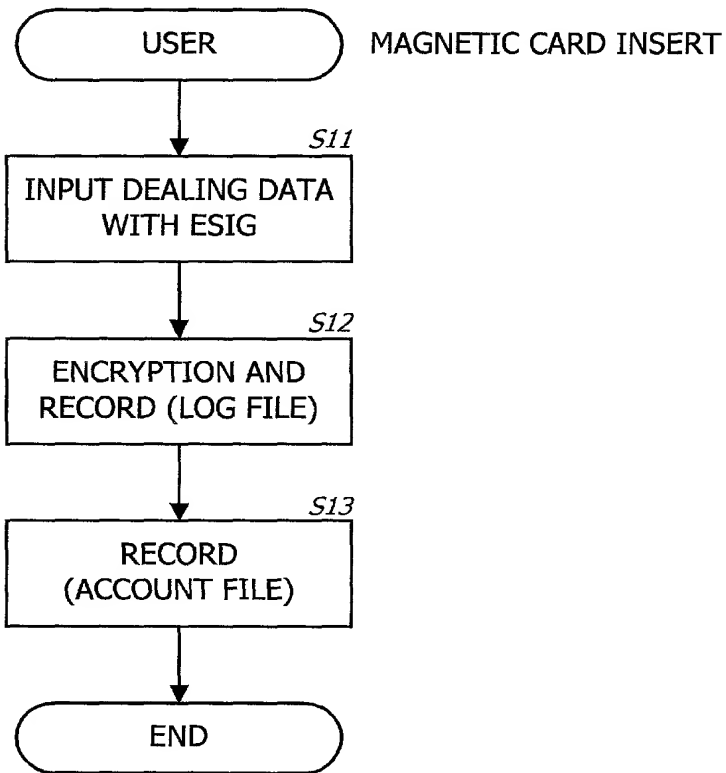 USER
MAGNETIC CARD INSERT
S11
INPUT DEALING DATA
WITH ESIG
S12
ENCRYPTION AND
RECORD (LOG FILE)
S13
RECORD
(ACCOUNT FILE)
END